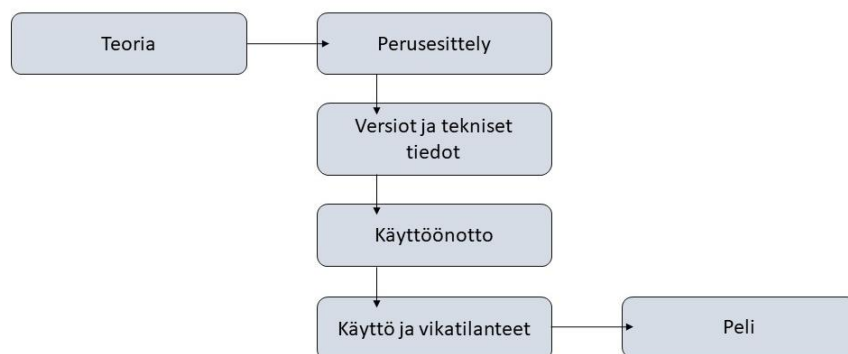 Teoria
Perusesittely
Versiot ja tekniset
tiedot
Käyttöönotto
Käyttö ja vikatilanteet
Peli